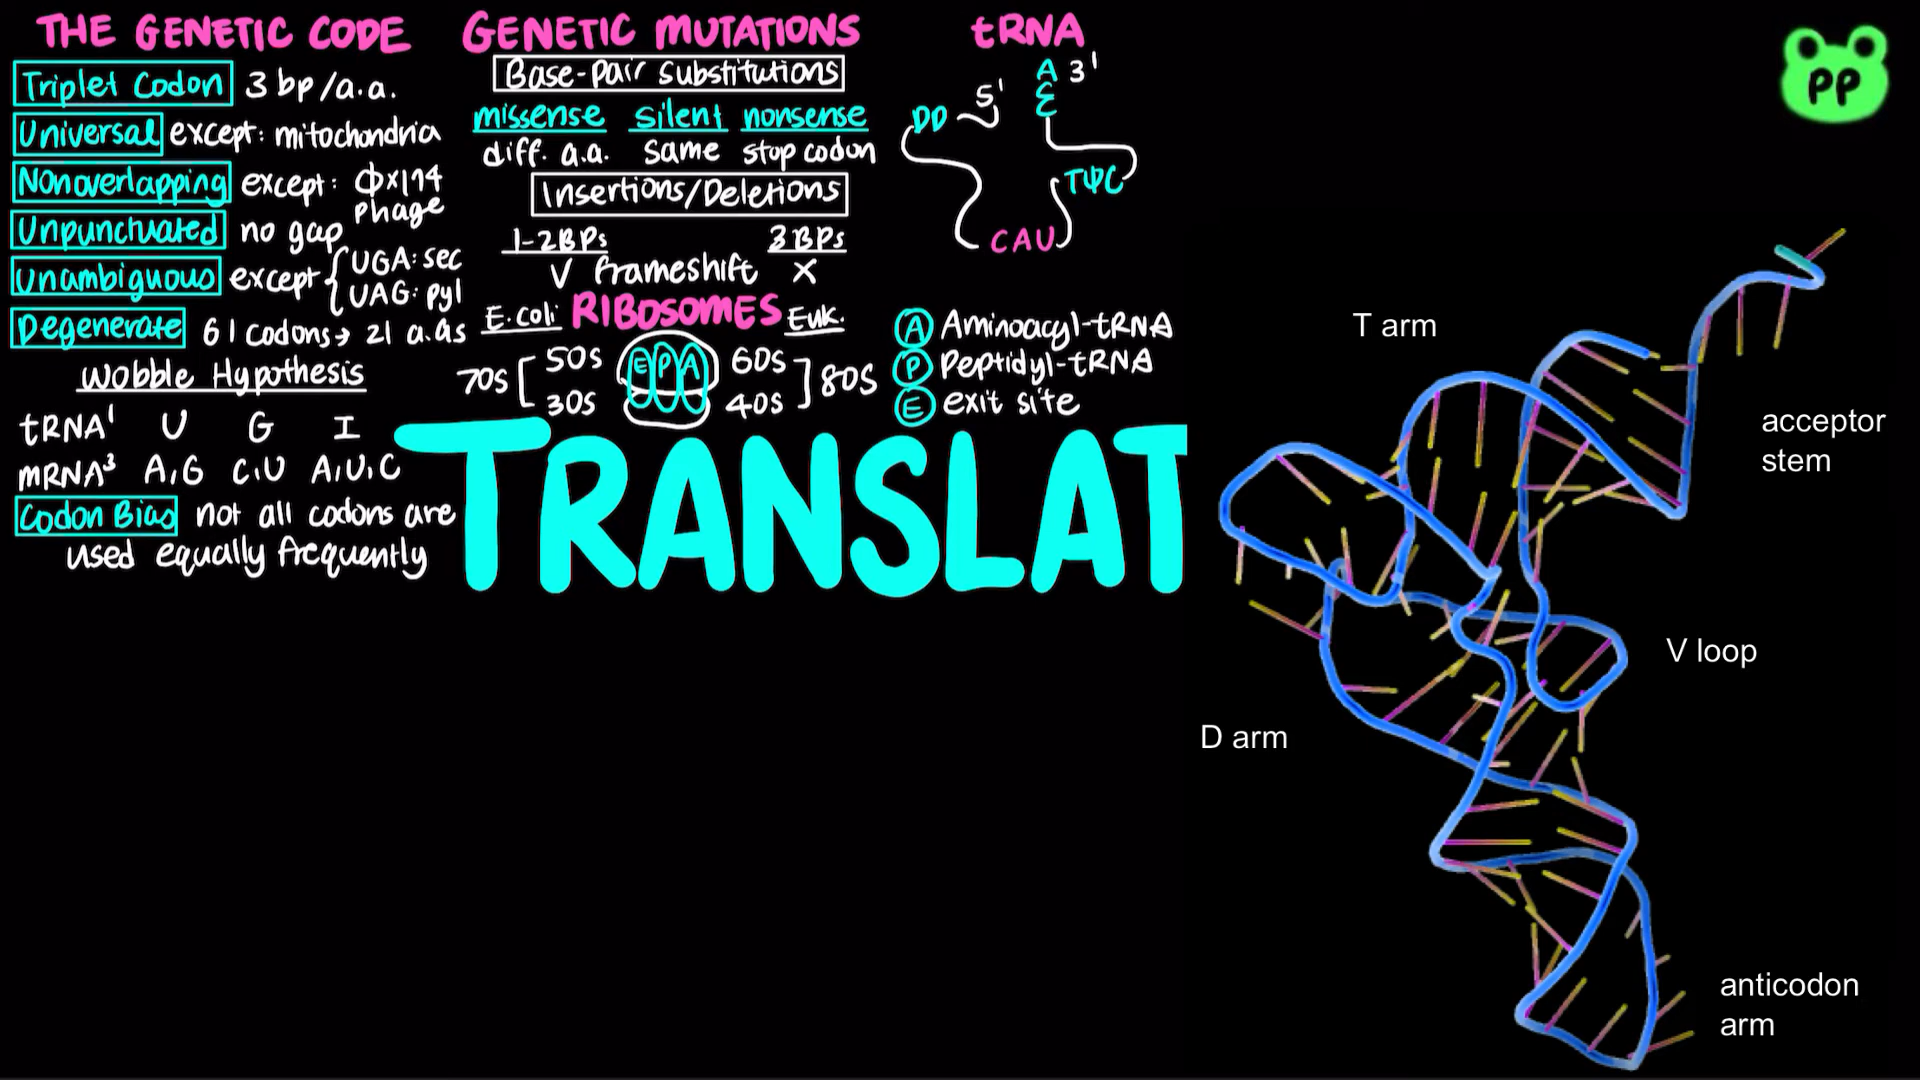 THE GENETIC CODE
Triplet Codon 3 bp/a.a.
Universal except: mitochondria
Nonoverlapping except: Φx174 phage
Unpunctuated no gap
Unambiguous except { UGA: sec
UAG: pyl
Degenerate 61 codons → 21 a.as
Wobble Hypothesis
tRNA¹ U G I
mRNA³ A,G C,U A,U,C
Codon Bias not all codons are
used equally frequently
GENETIC MUTATIONS
Base-pair substitutions
missense silent nonsense
diff. a.a. same stop codon
Insertions/Deletions
1-2BPs 3BPs
V frameshift X
RIBOSOMES
E.coli Euk.
70S [ 50S E P A 60S ] 80S
30S 40S
tRNA
A 3'
C
C
5'
DD
TΨC
CAU
A Aminoacyl-tRNA
P Peptidyl-tRNA
E exit site
TRANSLAT
PP
T arm
acceptor
stem
V loop
D arm
anticodon
arm